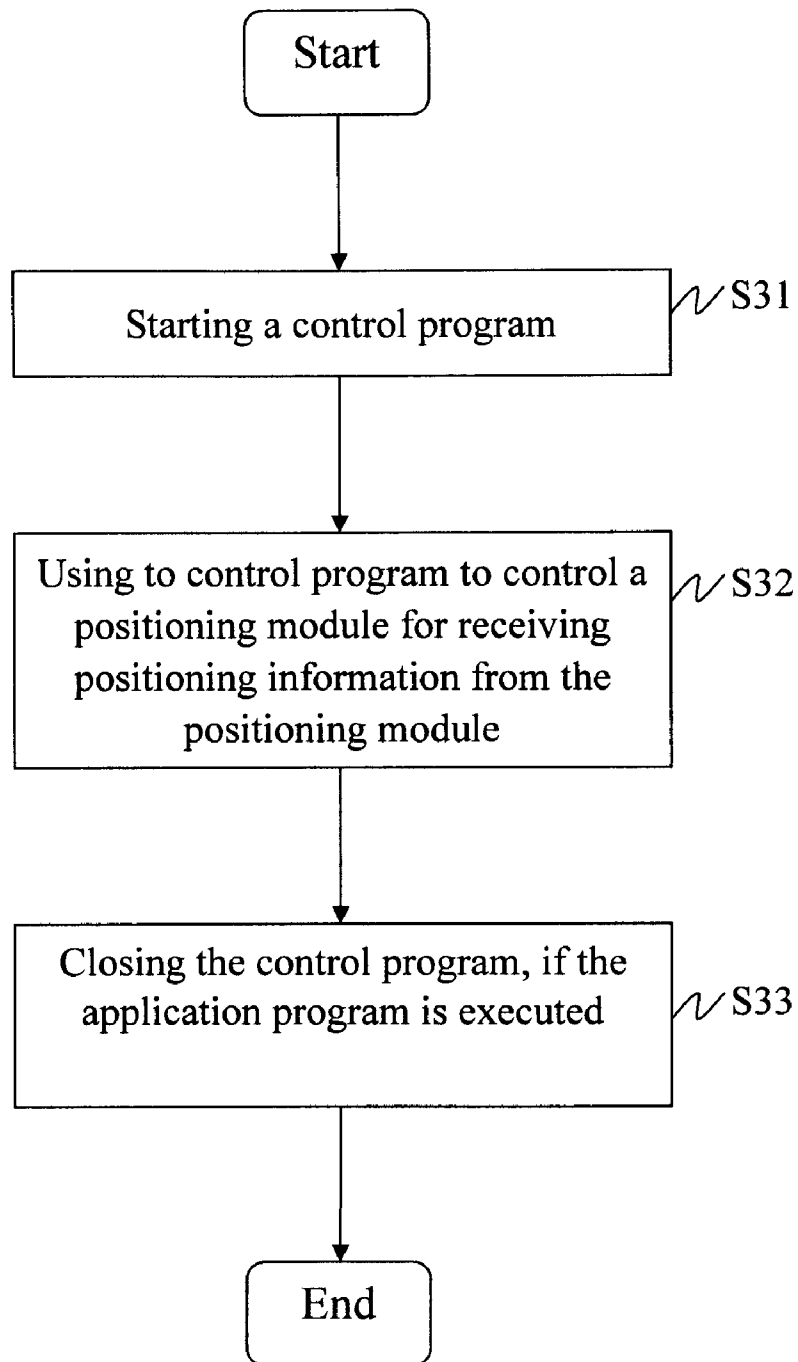 Start
Starting a control program
S31
Using to control program to control a
positioning module for receiving
positioning information from the
positioning module
S32
Closing the control program, if the
application program is executed
S33
End